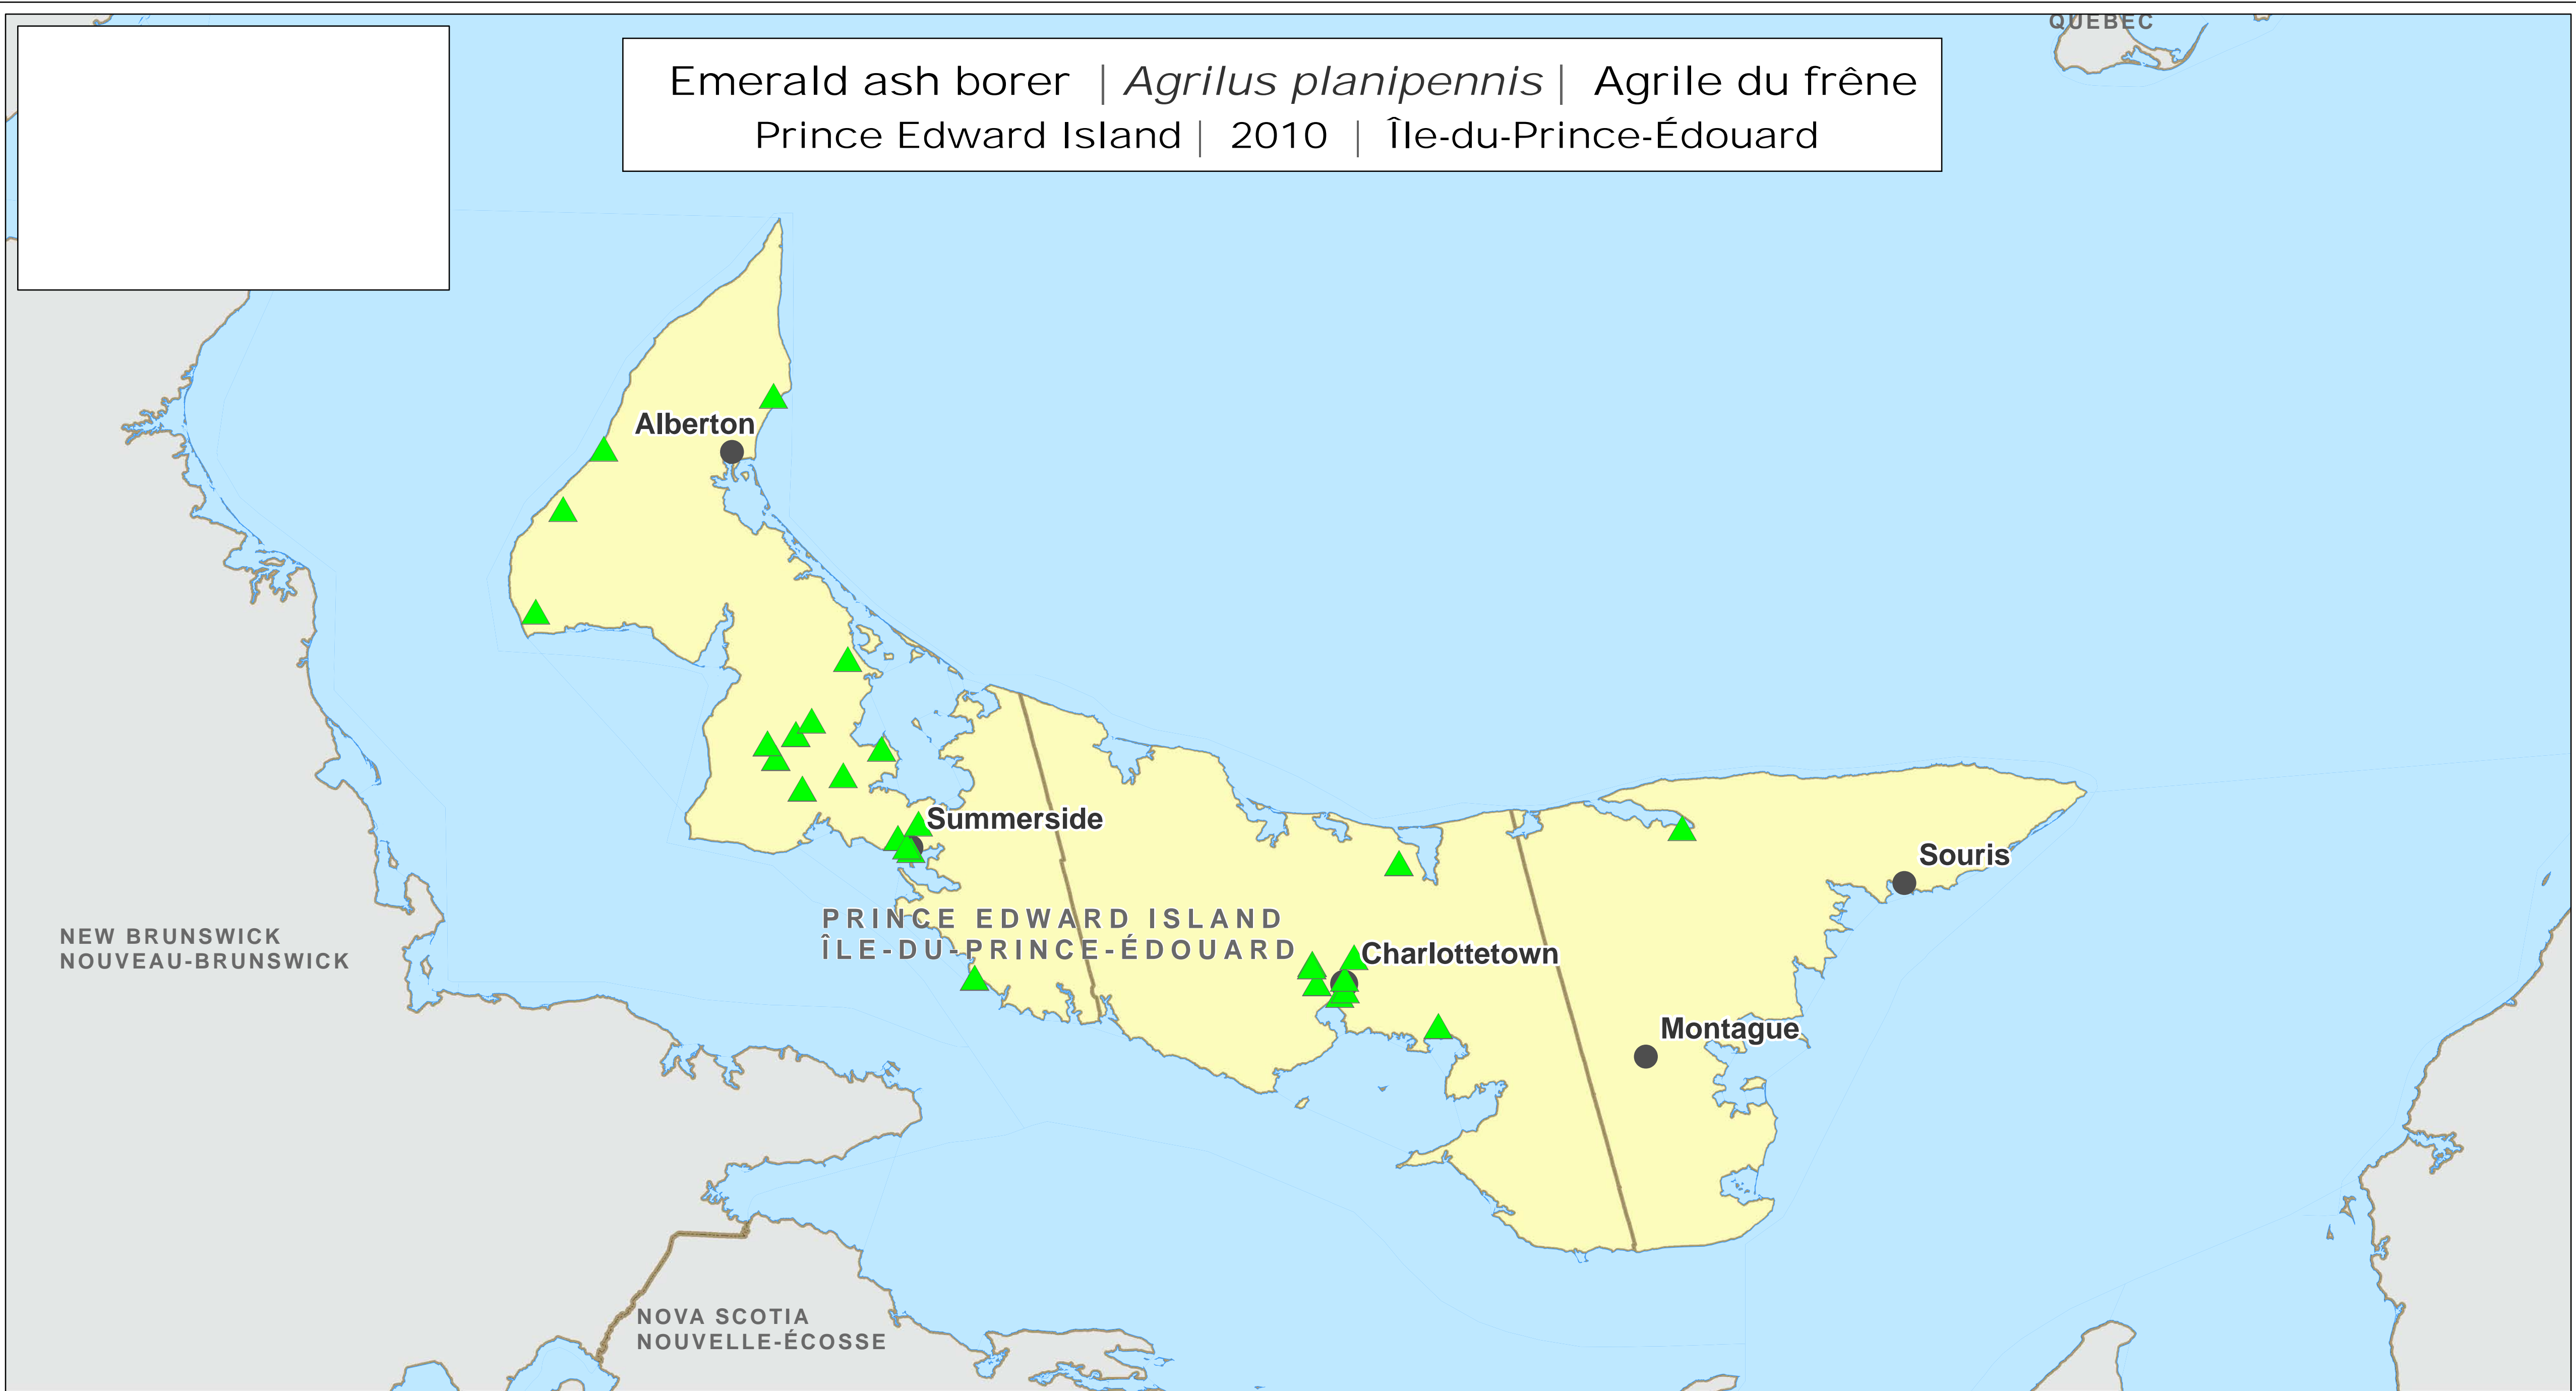 QUÉBEC
Emerald ash borer | Agrilus planipennis | Agrile du frêne
Prince Edward Island | 2010 | Île-du-Prince-Édouard
Alberton
Summerside
Souris
PRINCE EDWARD ISLAND
ÎLE-DU-PRINCE-ÉDOUARD
NEW BRUNSWICK
NOUVEAU-BRUNSWICK
Charlottetown
Montague
NOVA SCOTIA
NOUVELLE-ÉCOSSE